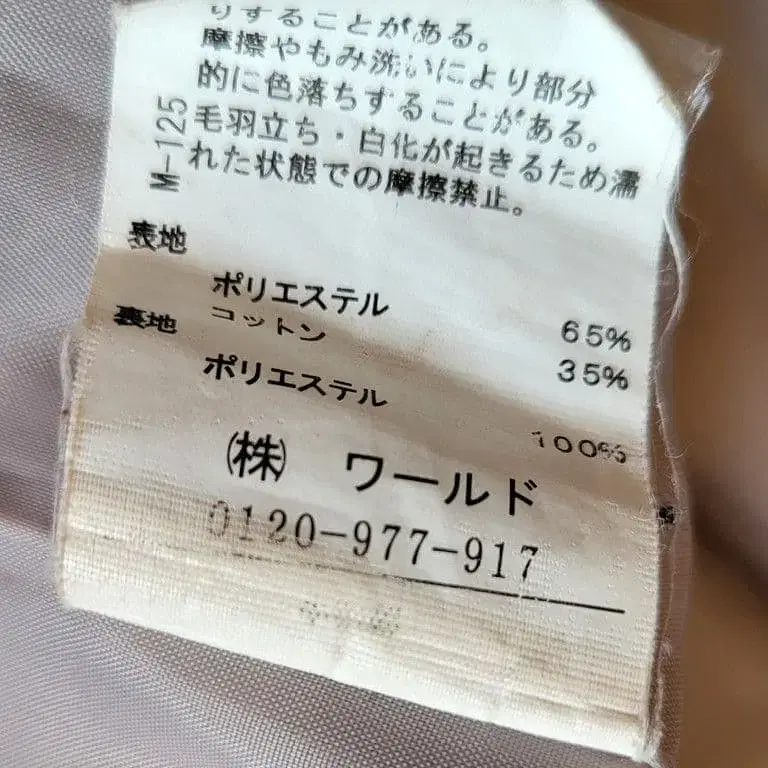 りすることがある。
摩擦やもみ洗いにより部分
的に色落ちすることがある。
毛羽立ち・白化が起きるため濡
れた状態での摩擦禁止。
M-125
表地
ポリエステル 65%
コットン 35%
裏地
ポリエステル 100%
㈱ ワールド
0120-977-917